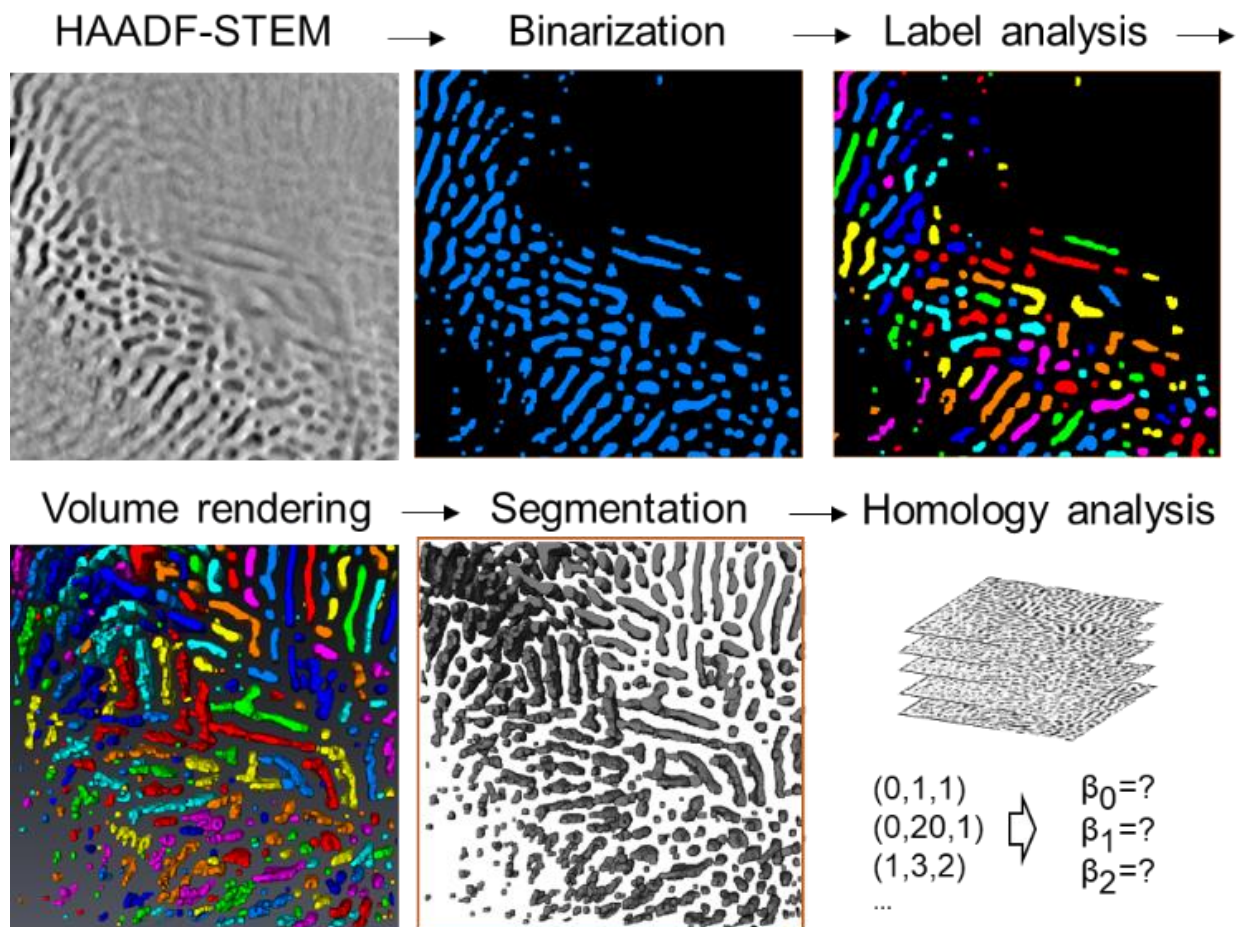 HAADF-STEM → Binarization → Label analysis →
Volume rendering → Segmentation → Homology analysis
(0,1,1) β₀=?
(0,20,1) β₁=?
(1,3,2) β₂=?
...